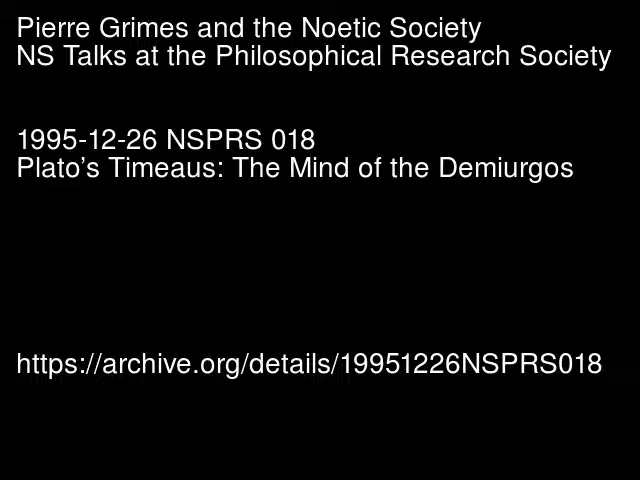 Pierre Grimes and the Noetic Society
NS Talks at the Philosophical Research Society
1995-12-26 NSPRS 018
Plato’s Timeaus: The Mind of the Demiurgos
https://archive.org/details/19951226NSPRS018